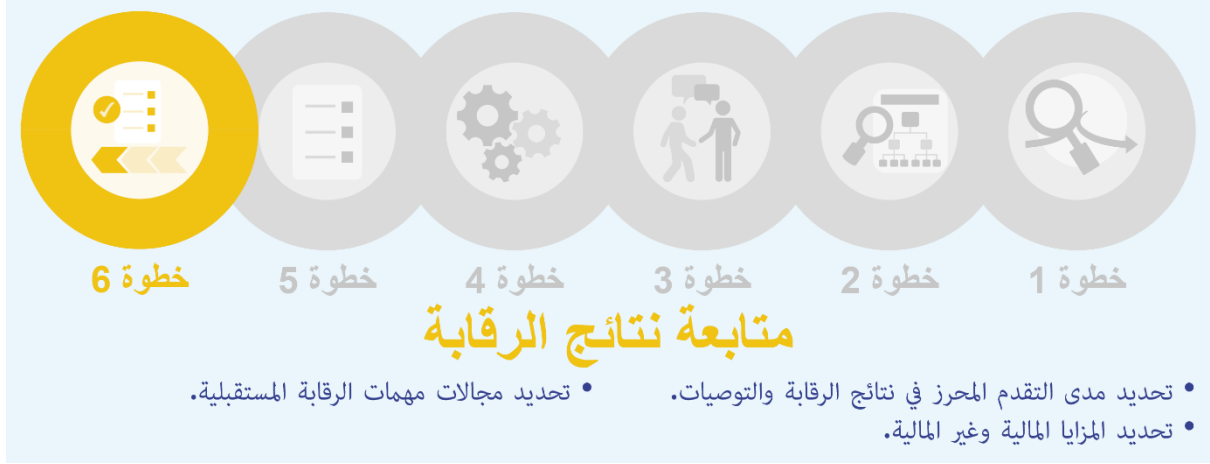 خطوة 1
خطوة 2
خطوة 3
خطوة 4
خطوة 5
خطوة 6
متابعة نتائج الرقابة
• تحديد مدى التقدم المحرز في نتائج الرقابة والتوصيات.
• تحديد المزايا المالية وغير المالية.
• تحديد مجالات مهمات الرقابة المستقبلية.